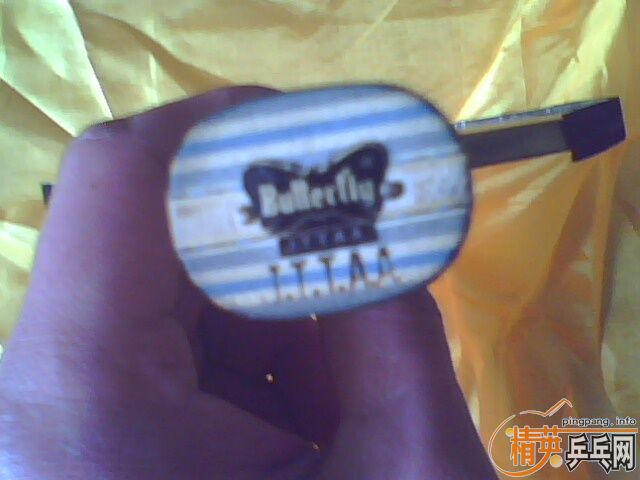 Butterfly
J.T.T.A.A
J.T.T.A.A
pingpang.info
精英乒乓网